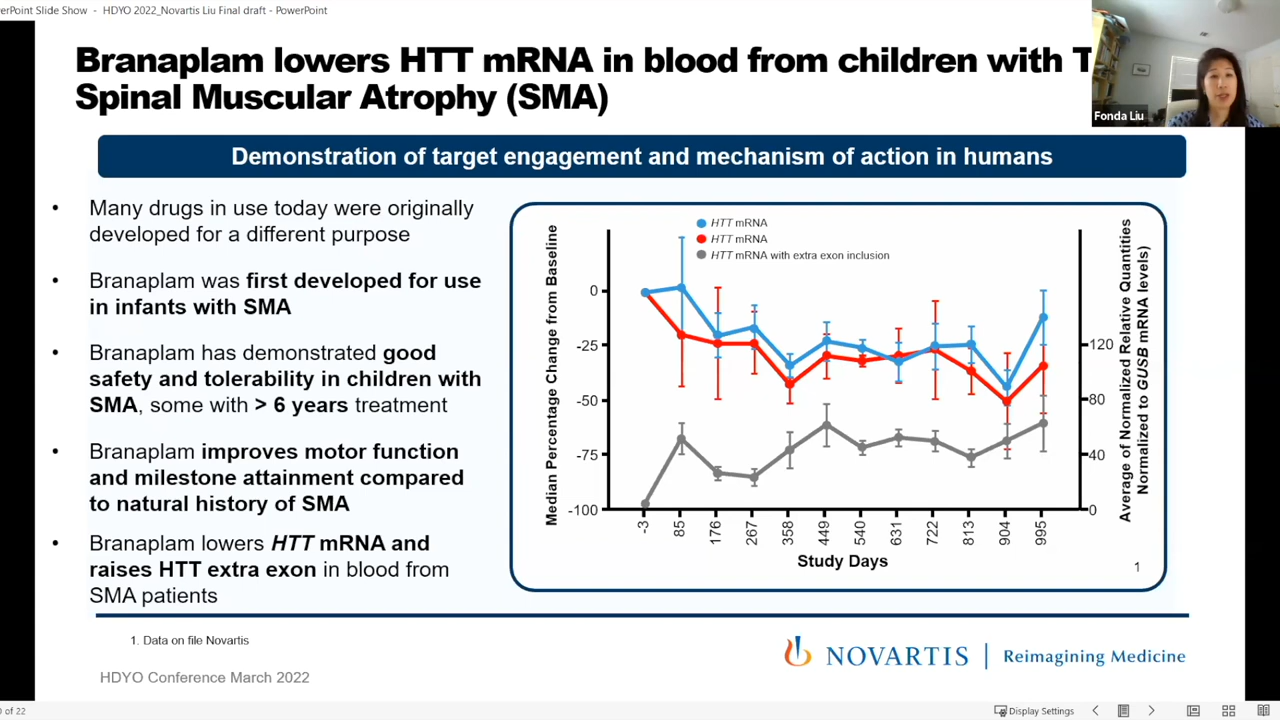 erPoint Slide Show - HDYO 2022_Novartis Liu Final draft - PowerPoint
Branaplam lowers HTT mRNA in blood from children with T
Spinal Muscular Atrophy (SMA)
Fonda Liu
Demonstration of target engagement and mechanism of action in humans
• Many drugs in use today were originally
developed for a different purpose
• Branaplam was first developed for use
in infants with SMA
• Branaplam has demonstrated good
safety and tolerability in children with
SMA, some with > 6 years treatment
• Branaplam improves motor function
and milestone attainment compared
to natural history of SMA
• Branaplam lowers HTT mRNA and
raises HTT extra exon in blood from
SMA patients
HTT mRNA
HTT mRNA
HTT mRNA with extra exon inclusion
Median Percentage Change from Baseline
0
-25
-50
-75
-100
120
80
40
0
Average of Normalized Relative Quantities
Normalized to GUSB mRNA levels)
-3 85 176 267 358 449 540 631 722 813 904 995
Study Days
1
1. Data on file Novartis
NOVARTIS | Reimagining Medicine
HDYO Conference March 2022
of 22
Display Settings